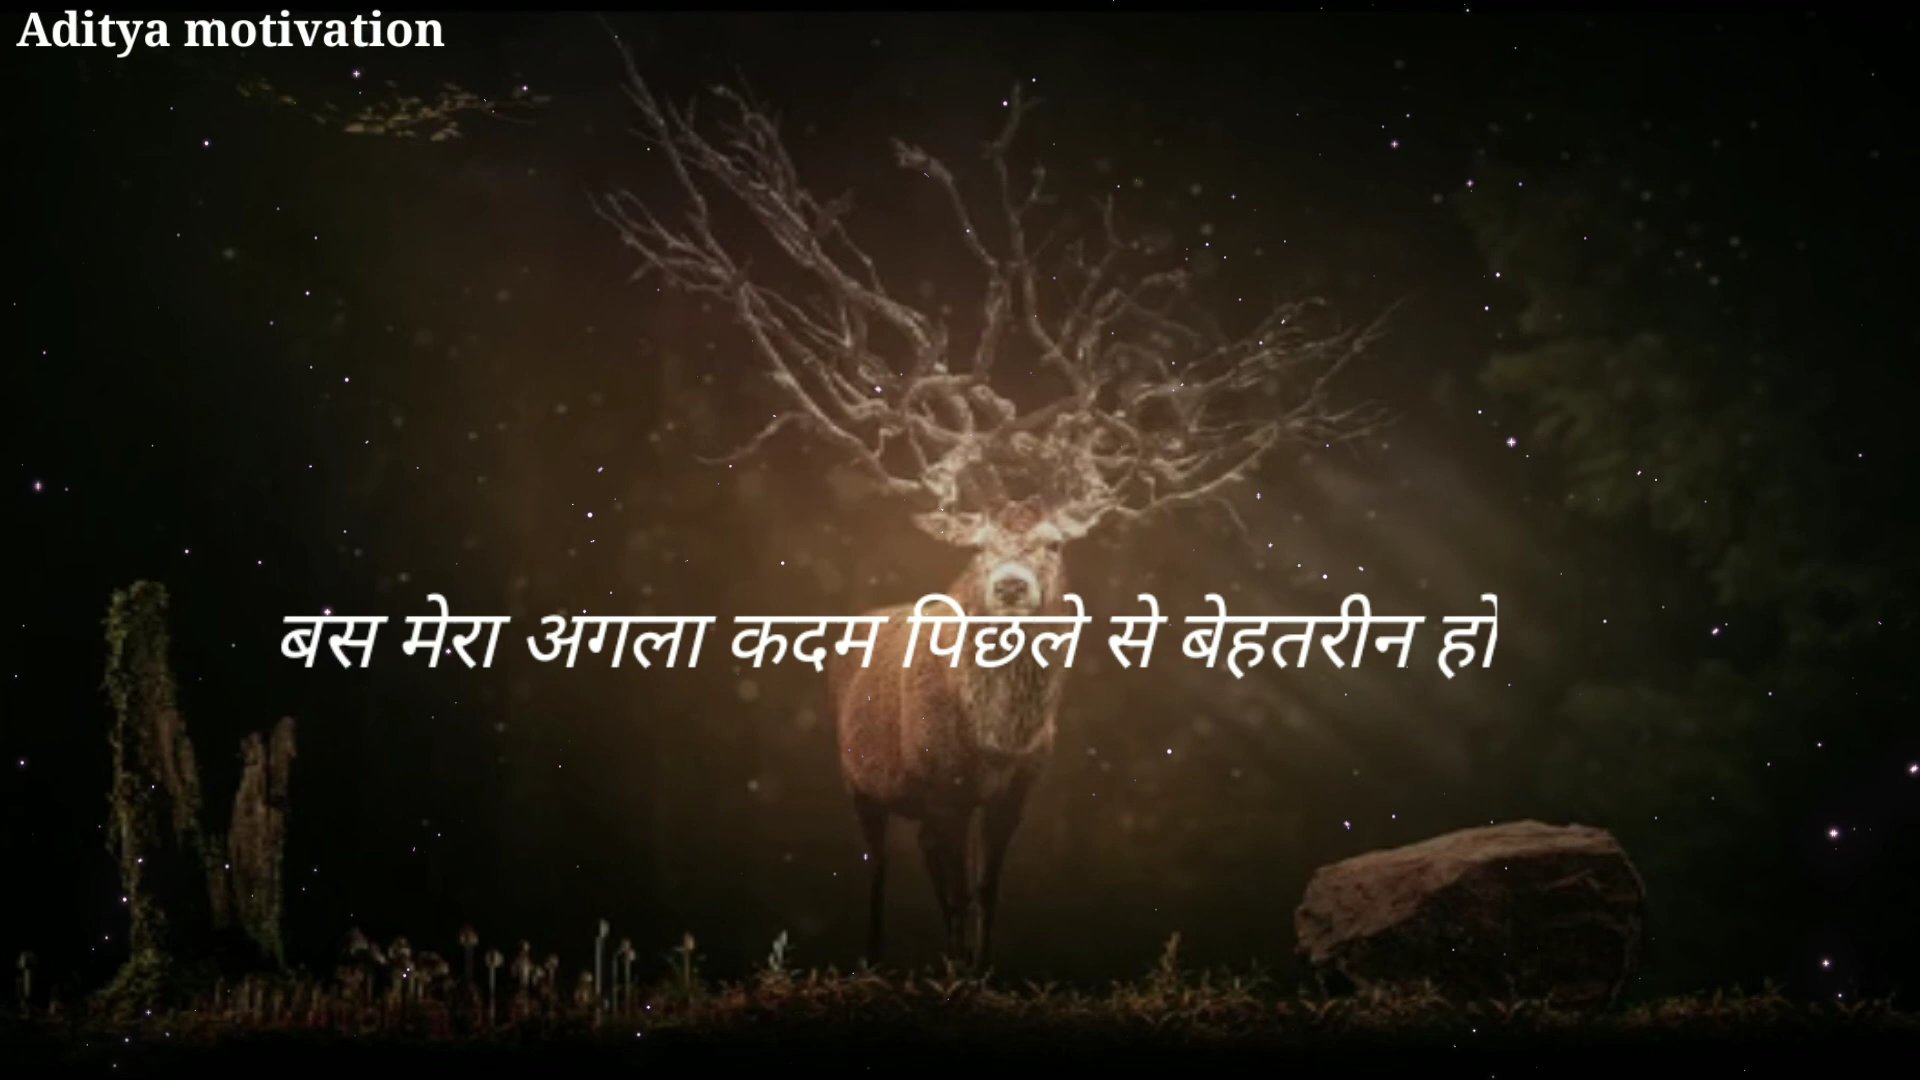 Aditya motivation
बस मेरा अगला कदम पिछले से बेहतरीन हो